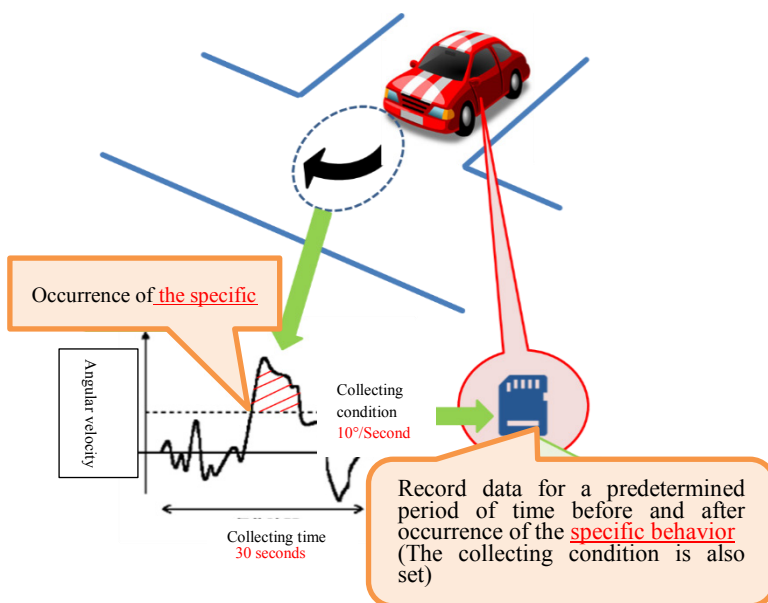 Occurrence of the specific
Angular velocity
Collecting
condition
10°/Second
Collecting time
30 seconds
Record data for a predetermined
period of time before and after
occurrence of the specific behavior
(The collecting condition is also
set)